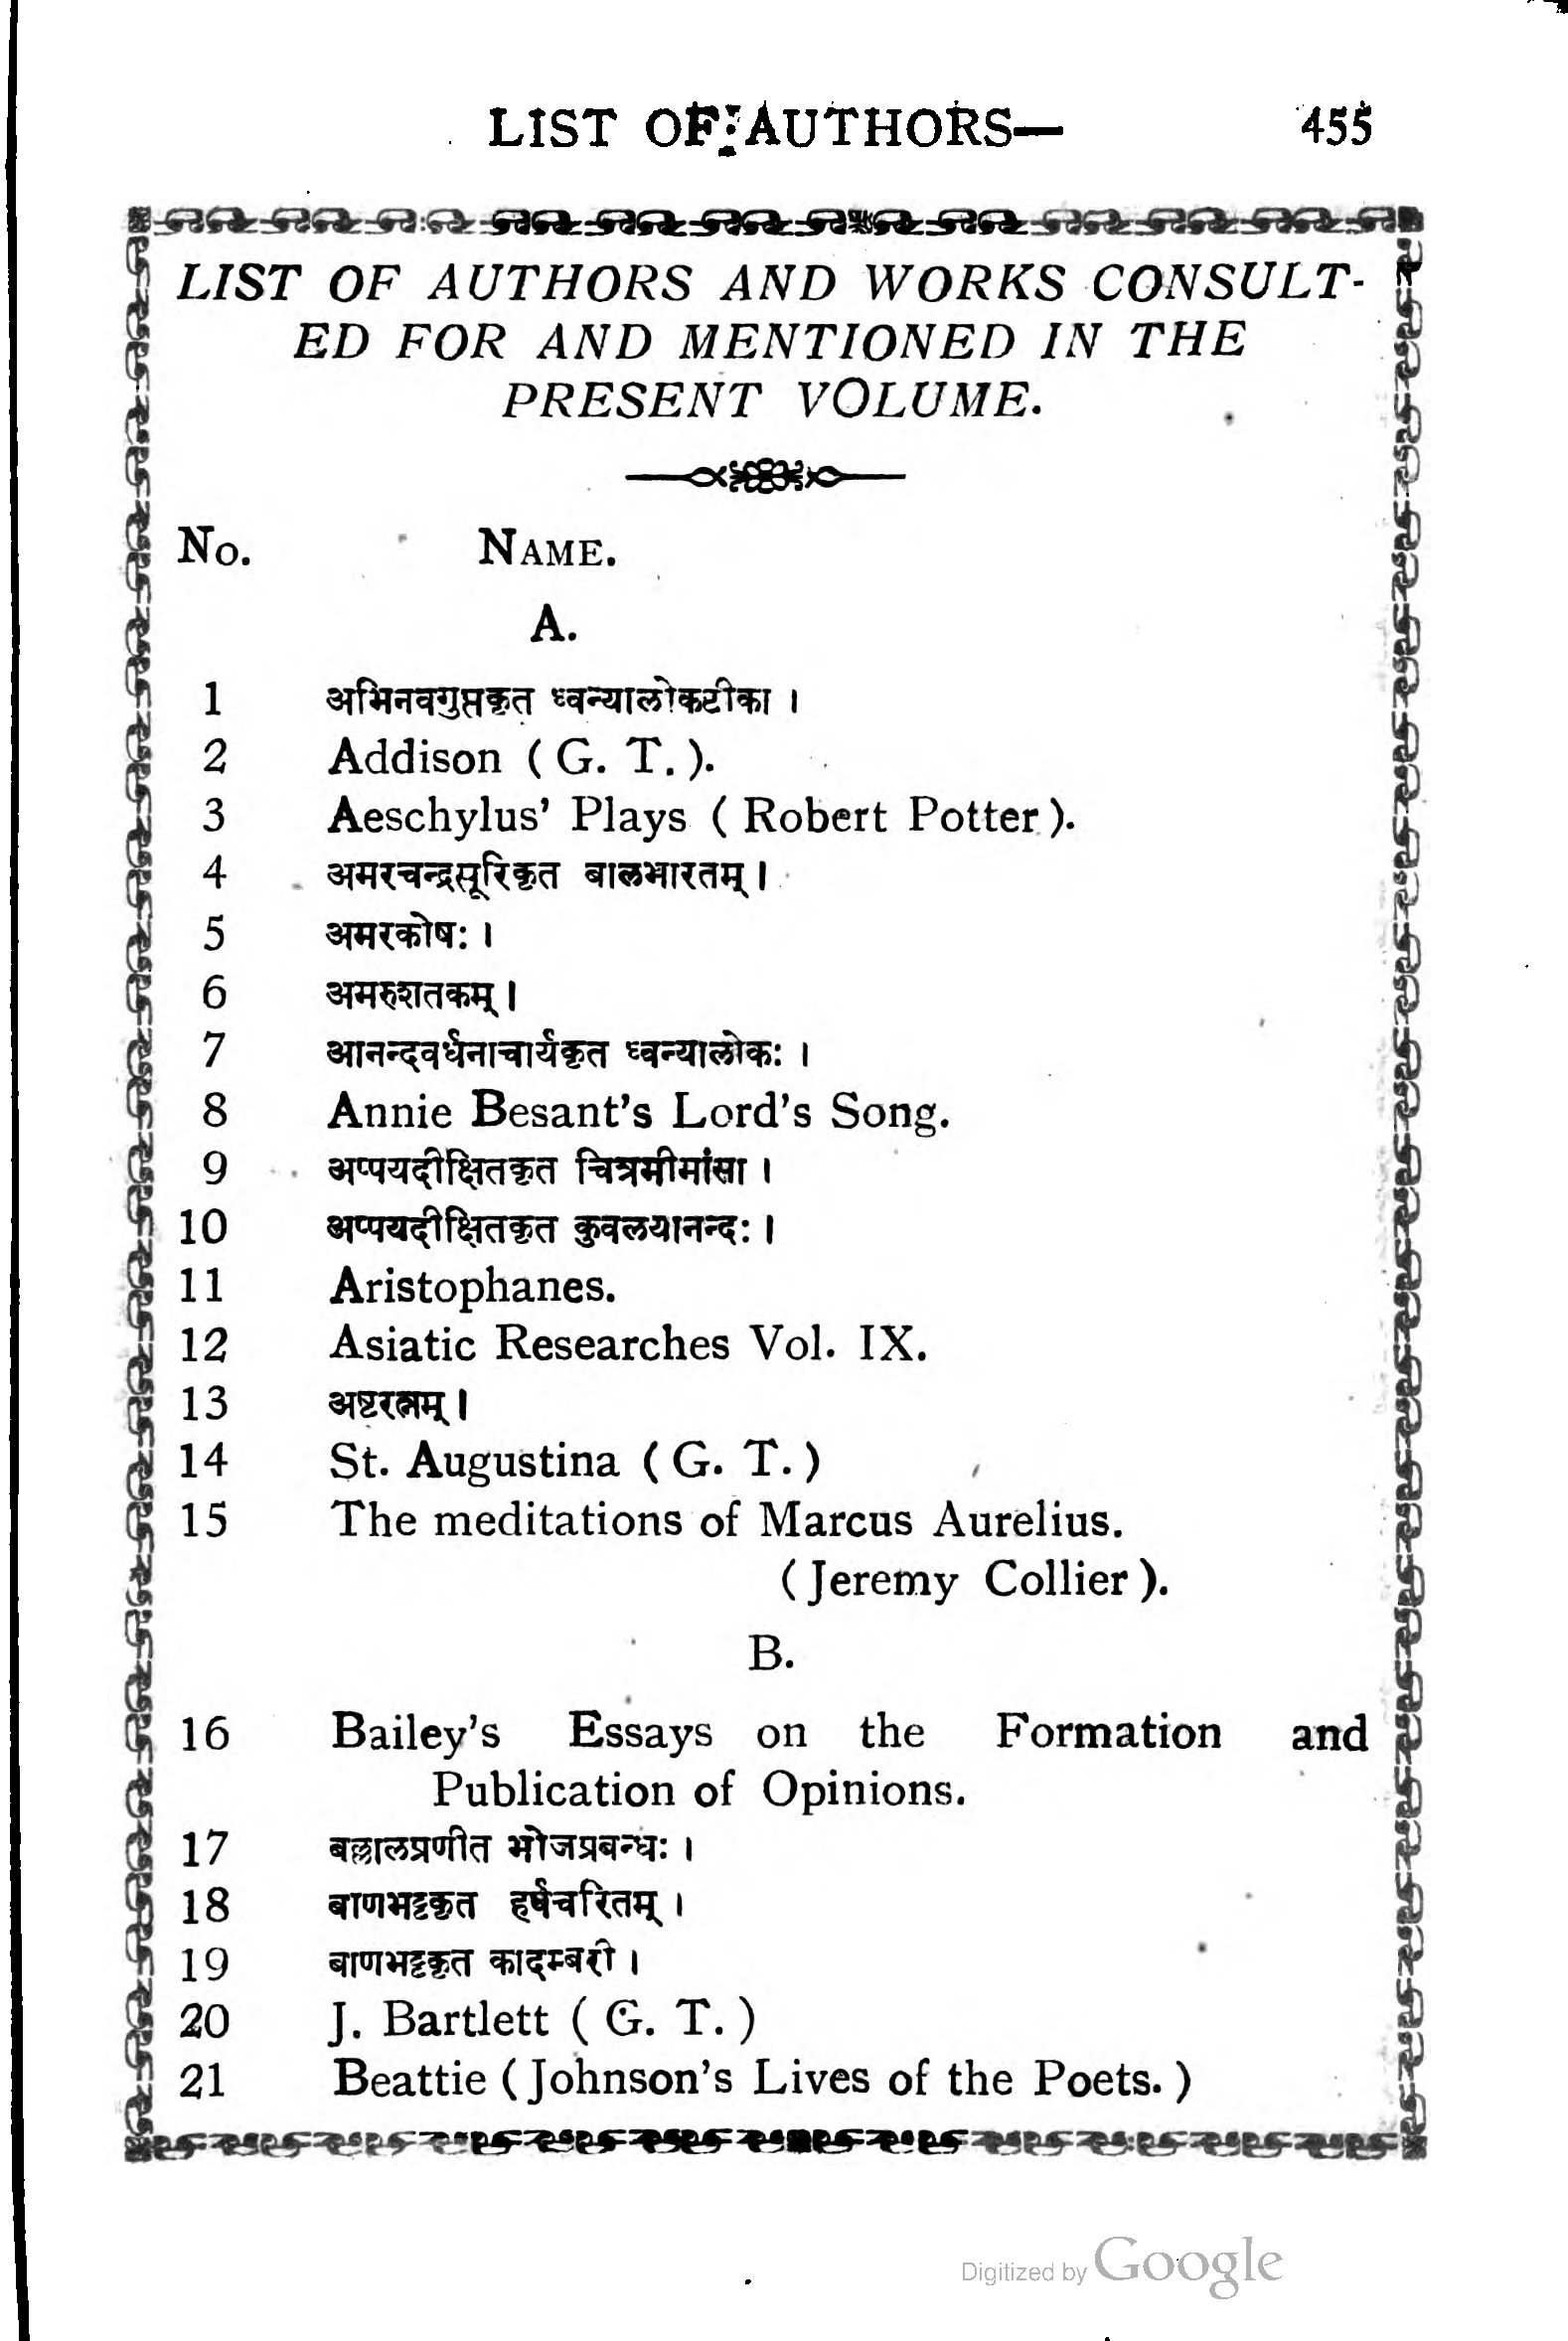 LIST OF AUTHORS— 455
LIST OF AUTHORS AND WORKS CONSULT-
ED FOR AND MENTIONED IN THE
PRESENT VOLUME.
No. NAME.
A.
1 अभिनवगुप्तकृत ध्वन्यालोकटीका ।
2 Addison ( G. T. ).
3 Aeschylus' Plays ( Robert Potter ).
4 अमरचन्द्रसूरिकृत बालभारतम् ।
5 अमरकोषः ।
6 अमरुशतकम् ।
7 आनन्दवर्धनाचार्यकृत ध्वन्यालोकः ।
8 Annie Besant's Lord's Song.
9 अप्पयदीक्षितकृत चित्रमीमांसा ।
10 अप्पयदीक्षितकृत कुवलयानन्दः ।
11 Aristophanes.
12 Asiatic Researches Vol. IX.
13 अष्टरत्नम् ।
14 St. Augustina ( G. T. )
15 The meditations of Marcus Aurelius.
( Jeremy Collier ).
B.
16 Bailey's Essays on the Formation and
Publication of Opinions.
17 बल्लालप्रणीत भोजप्रबन्धः ।
18 बाणभट्टकृत हर्षचरितम् ।
19 बाणभट्टकृत कादम्बरी ।
20 J. Bartlett ( G. T. )
21 Beattie ( Johnson's Lives of the Poets. )
Digitized by Google